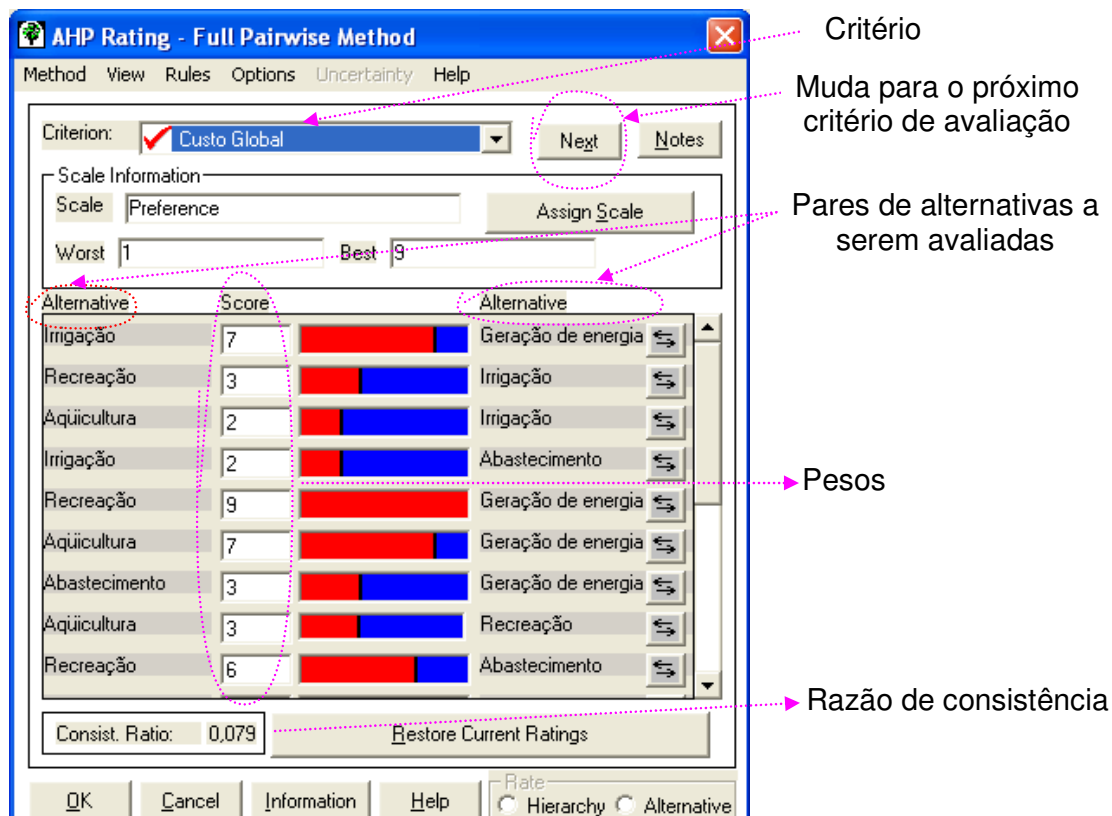 AHP Rating - Full Pairwise Method
Critério
Method View Rules Options Uncertainty Help
Muda para o próximo
critério de avaliação
Criterion: Custo Global Next Notes
Scale Information
Scale Preference Assign Scale
Worst 1 Best 9
Pares de alternativas a
serem avaliadas
Alternative Score Alternative
Irrigação 7 Geração de energia
Recreação 3 Irrigação
Aqüicultura 2 Irrigação
Irrigação 2 Abastecimento
Recreação 9 Geração de energia
Aqüicultura 7 Geração de energia
Abastecimento 3 Geração de energia
Aqüicultura 3 Recreação
Recreação 6 Abastecimento
Pesos
Razão de consistência
Consist. Ratio: 0,079 Restore Current Ratings
Rate
OK Cancel Information Help Hierarchy Alternative